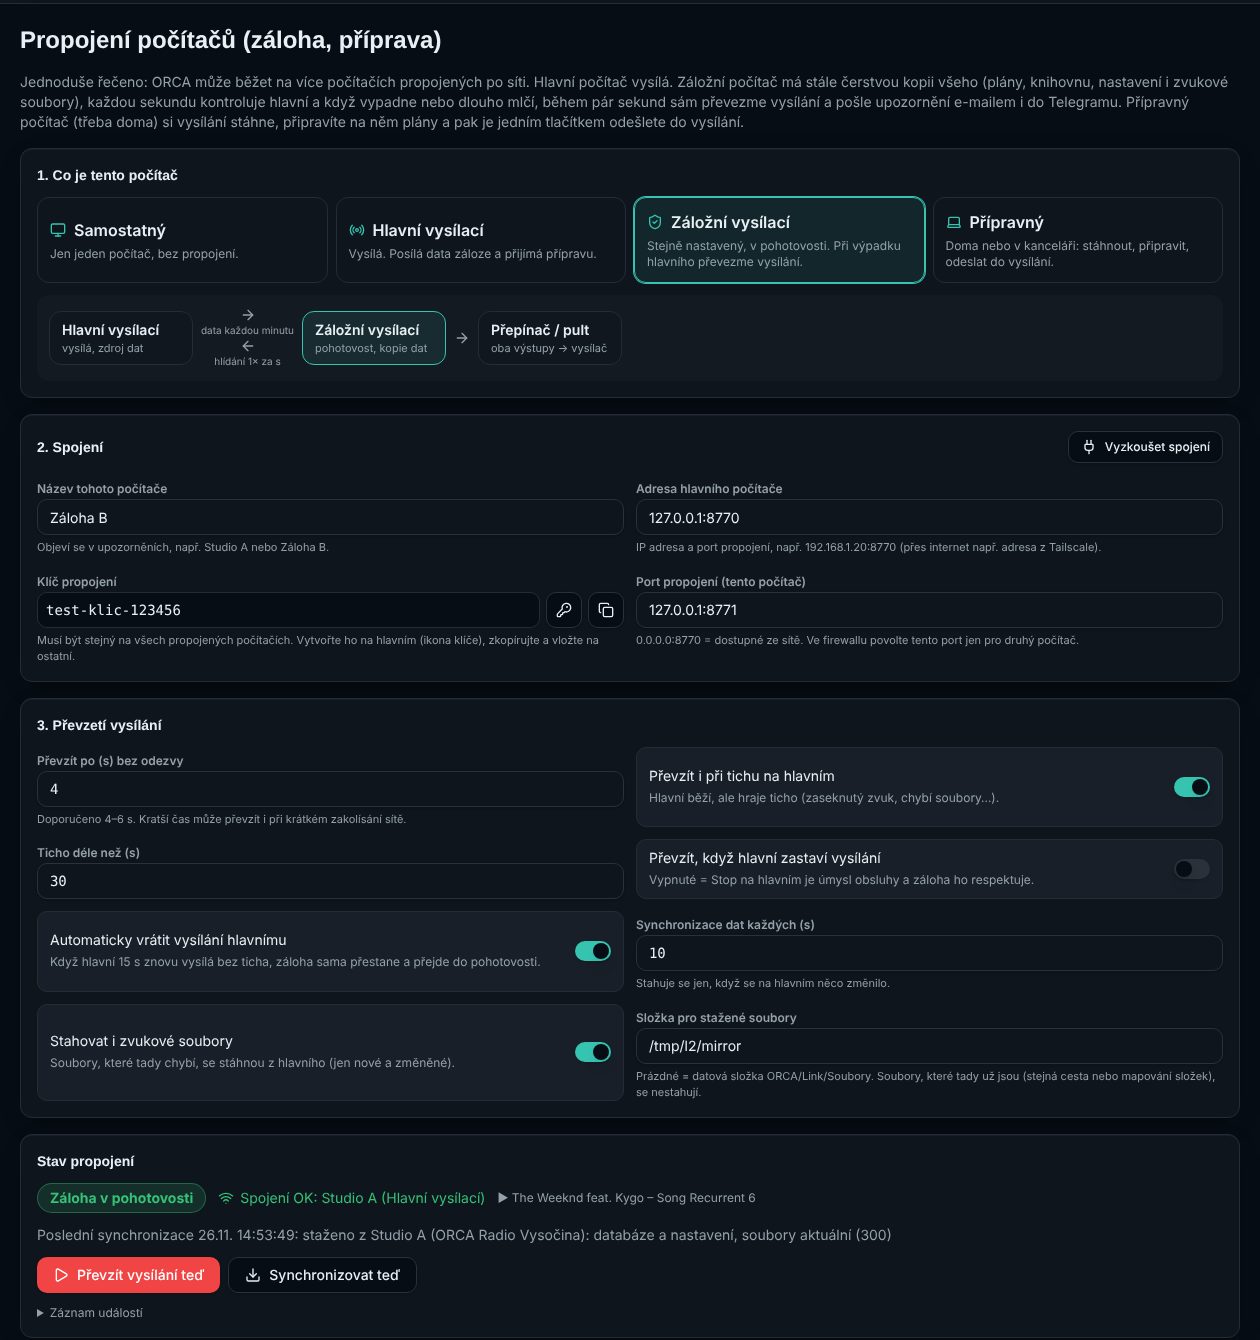 Propojení počítačů (záloha, příprava)
Jednoduše řečeno: ORCA může běžet na více počítačích propojených po síti. Hlavní počítač vysílá. Záložní počítač má stále čerstvou kopii všeho (plány, knihovnu, nastavení i zvukové
soubory), každou sekundu kontroluje hlavní a když vypadne nebo dlouho mlčí, během pár sekund sám převezme vysílání a pošle upozornění e-mailem i do Telegramu. Přípravný
počítač (třeba doma) si vysílání stáhne, připravíte na něm plány a pak je jedním tlačítkem odešlete do vysílání.
1. Co je tento počítač
Samostatný
Jen jeden počítač, bez propojení.
Hlavní vysílací
Vysílá. Posílá data záloze a přijímá přípravu.
Záložní vysílací
Stejně nastavený, v pohotovosti. Při výpadku
hlavního převezme vysílání.
Přípravný
Doma nebo v kanceláři: stáhnout, připravit,
odeslat do vysílání.
Hlavní vysílací
vysílá, zdroj dat
→
data každou minutu
←
hlídání 1× za s
Záložní vysílací
pohotovost, kopie dat
→
Přepínač / pult
oba výstupy → vysílač
2. Spojení
Vyzkoušet spojení
Název tohoto počítače
Záloha B
Objeví se v upozorněních, např. Studio A nebo Záloha B.
Adresa hlavního počítače
127.0.0.1:8770
IP adresa a port propojení, např. 192.168.1.20:8770 (přes internet např. adresa z Tailscale).
Klíč propojení
test-klic-123456
Musí být stejný na všech propojených počítačích. Vytvořte ho na hlavním (ikona klíče), zkopírujte a vložte na
ostatní.
Port propojení (tento počítač)
127.0.0.1:8771
0.0.0.0:8770 = dostupné ze sítě. Ve firewallu povolte tento port jen pro druhý počítač.
3. Převzetí vysílání
Převzít po (s) bez odezvy
4
Doporučeno 4–6 s. Kratší čas může převzít i při krátkém zakolísání sítě.
Převzít i při tichu na hlavním
Hlavní běží, ale hraje ticho (zaseknutý zvuk, chybí soubory...).
Ticho déle než (s)
30
Převzít, když hlavní zastaví vysílání
Vypnuté = Stop na hlavním je úmysl obsluhy a záloha ho respektuje.
Automaticky vrátit vysílání hlavnímu
Když hlavní 15 s znovu vysílá bez ticha, záloha sama přestane a přejde do pohotovosti.
Synchronizace dat každých (s)
10
Stahuje se jen, když se na hlavním něco změnilo.
Stahovat i zvukové soubory
Soubory, které tady chybí, se stáhnou z hlavního (jen nové a změněné).
Složka pro stažené soubory
/tmp/l2/mirror
Prázdné = datová složka ORCA/Link/Soubory. Soubory, které tady už jsou (stejná cesta nebo mapování složek),
se nestahují.
Stav propojení
Záloha v pohotovosti
Spojení OK: Studio A (Hlavní vysílací)
▶ The Weeknd feat. Kygo – Song Recurrent 6
Poslední synchronizace 26.11. 14:53:49: staženo z Studio A (ORCA Radio Vysočina): databáze a nastavení, soubory aktuální (300)
Převzít vysílání teď
Synchronizovat teď
▶ Záznam událostí